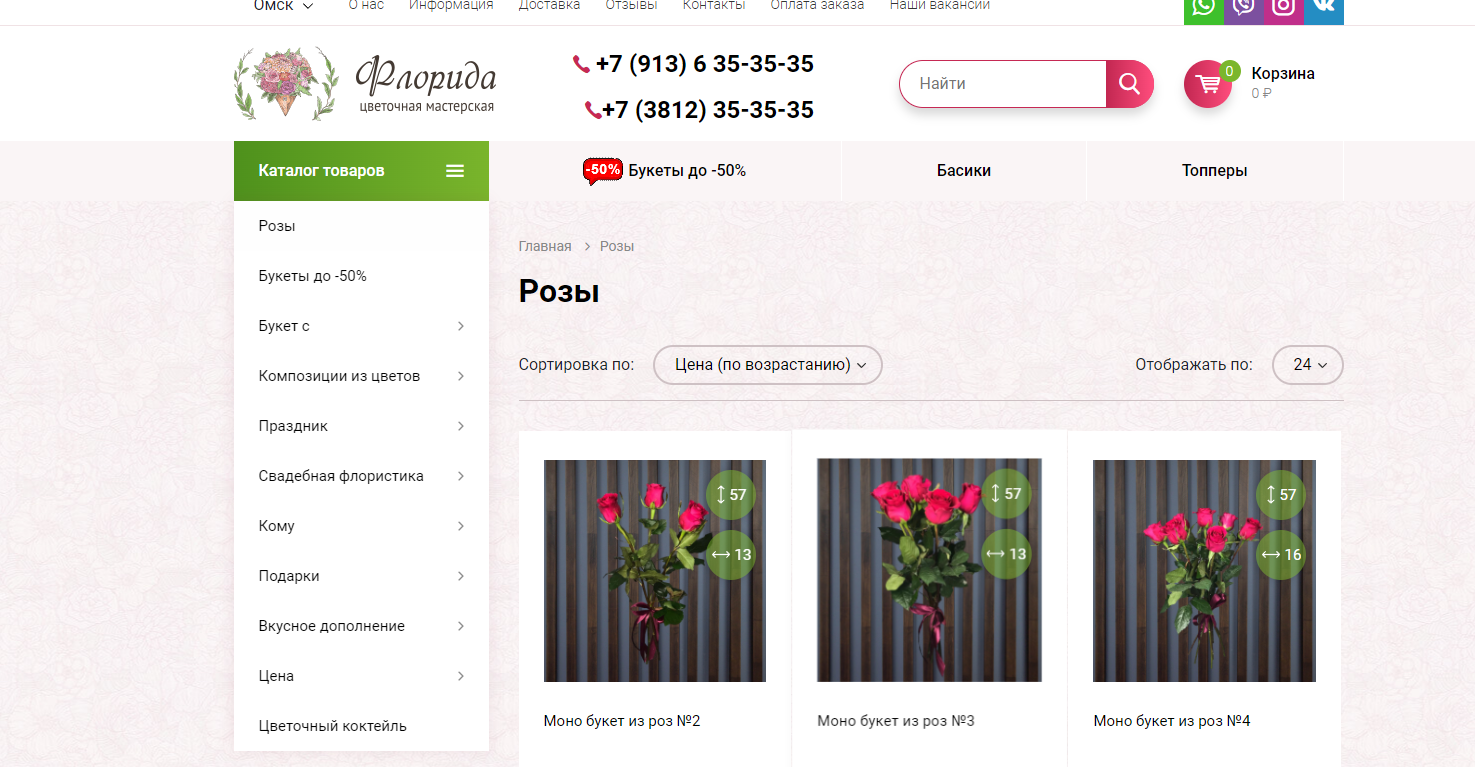 Омск О нас Информация Доставка Отзывы Контакты Оплата заказа Наши вакансии
Флорида
цветочная мастерская
+7 (913) 6 35-35-35
+7 (3812) 35-35-35
Найти
0
Корзина
0 ₽
Каталог товаров
-50% Букеты до -50%
Басики
Топперы
Розы
Букеты до -50%
Букет с
Композиции из цветов
Праздник
Свадебная флористика
Кому
Подарки
Вкусное дополнение
Цена
Цветочный коктейль
Главная > Розы
Розы
Сортировка по: Цена (по возрастанию)
Отображать по: 24
57
13
Моно букет из роз №2
57
13
Моно букет из роз №3
57
16
Моно букет из роз №4